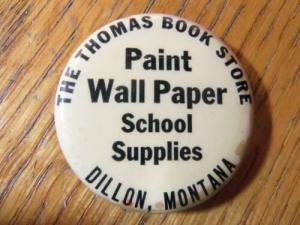 THE THOMAS BOOK STORE
Paint
Wall Paper
School
Supplies
DILLON, MONTANA